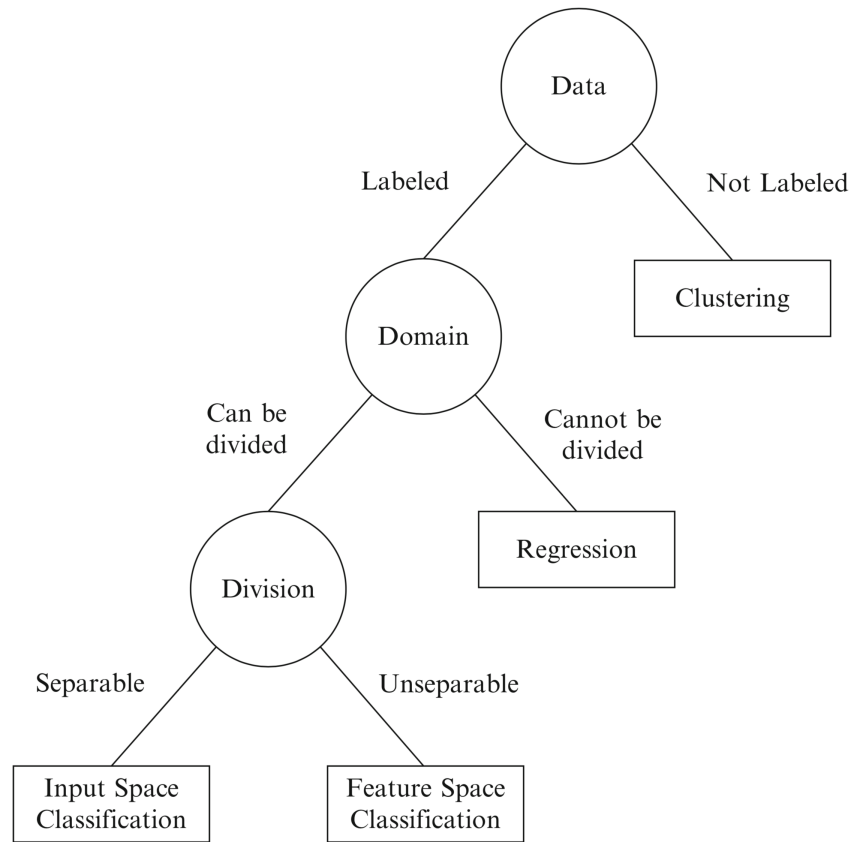 Data
Labeled
Not Labeled
Clustering
Domain
Can be
divided
Cannot be
divided
Regression
Division
Separable
Unseparable
Input Space
Classification
Feature Space
Classification